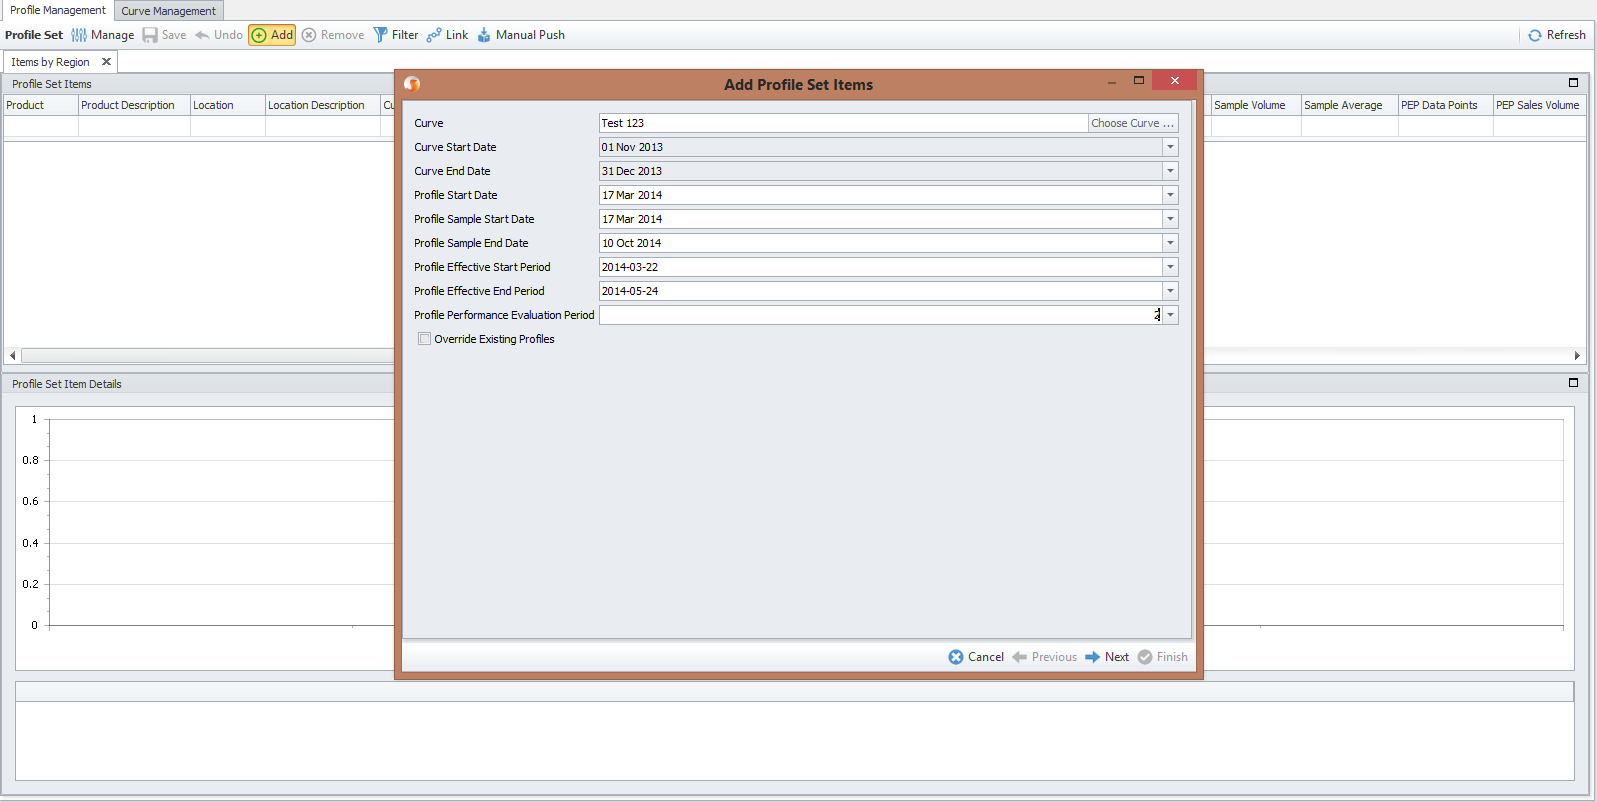 Profile Management Curve Management
Profile Set Manage Save Undo Add Remove Filter Link Manual Push Refresh
Items by Region
Profile Set Items
Add Profile Set Items
Product Product Description Location Location Description Cu Sample Volume Sample Average PEP Data Points PEP Sales Volume
Curve Test 123 Choose Curve ...
Curve Start Date 01 Nov 2013
Curve End Date 31 Dec 2013
Profile Start Date 17 Mar 2014
Profile Sample Start Date 17 Mar 2014
Profile Sample End Date 10 Oct 2014
Profile Effective Start Period 2014-03-22
Profile Effective End Period 2014-05-24
Profile Performance Evaluation Period 2
Override Existing Profiles
Profile Set Item Details
1
0.8
0.6
0.4
0.2
0
Cancel Previous Next Finish